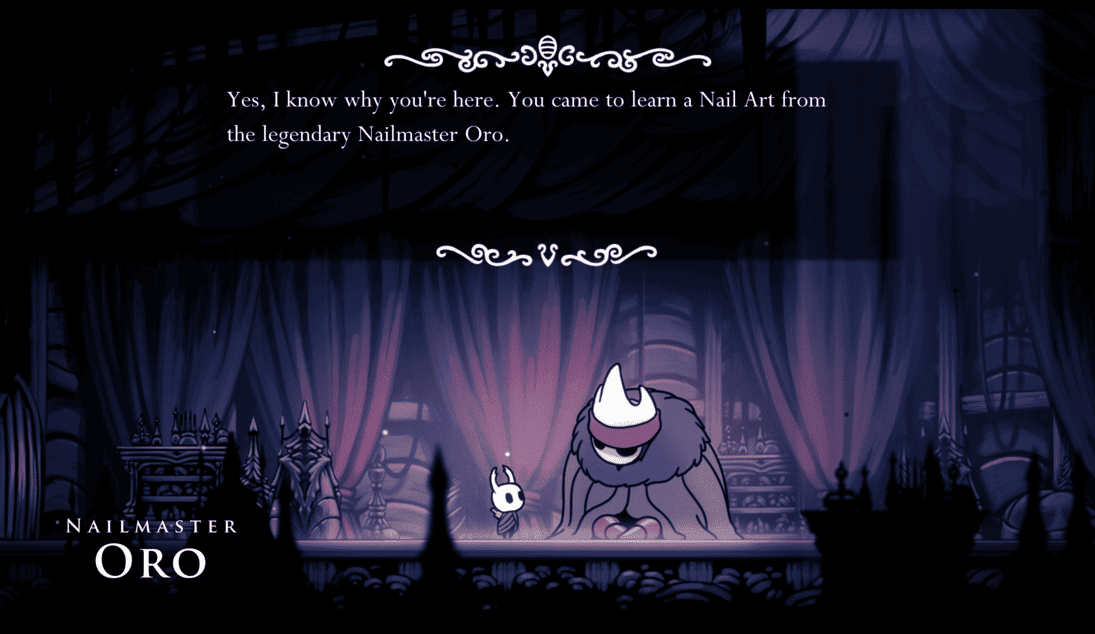 Yes, I know why you're here. You came to learn a Nail Art from
the legendary Nailmaster Oro.
NAILMASTER
ORO